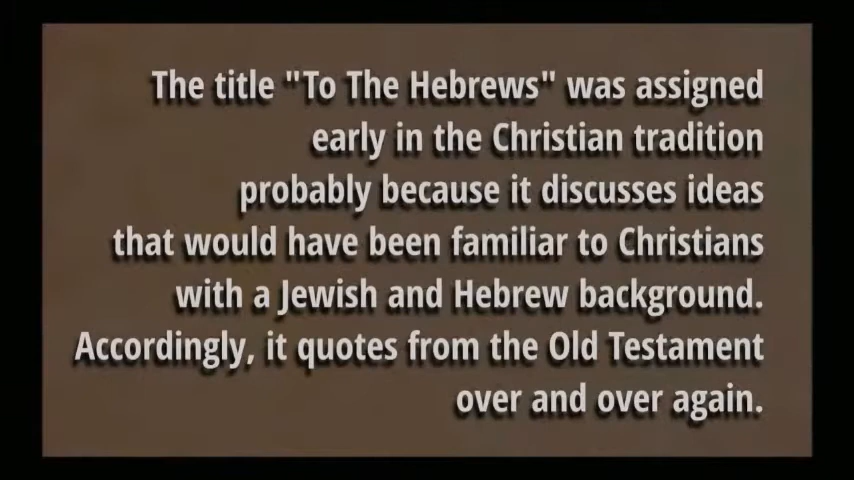 The title "To The Hebrews" was assigned
early in the Christian tradition
probably because it discusses ideas
that would have been familiar to Christians
with a Jewish and Hebrew background.
Accordingly, it quotes from the Old Testament
over and over again.